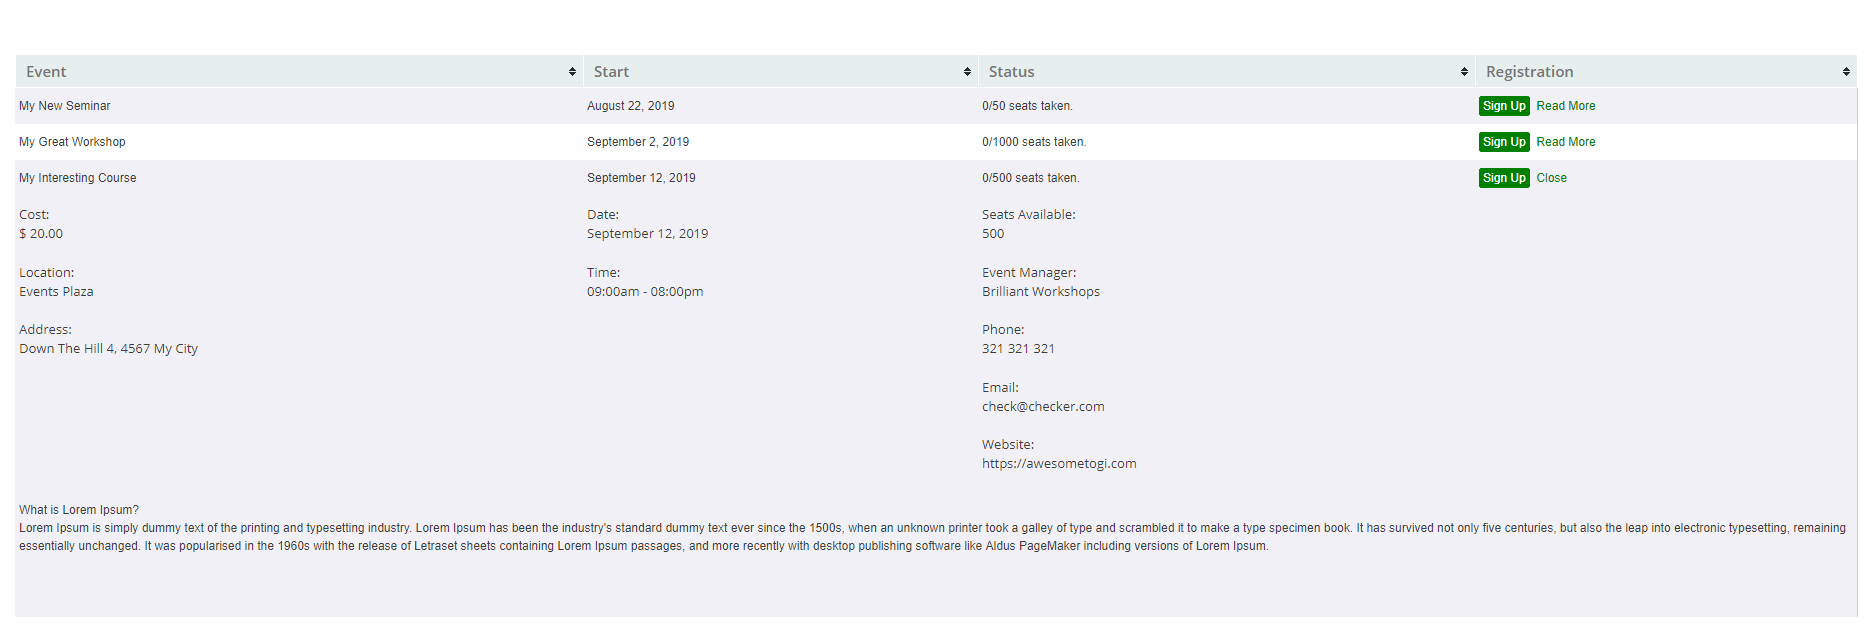 Event Start Status Registration
My New Seminar August 22, 2019 0/50 seats taken. Sign Up Read More
My Great Workshop September 2, 2019 0/1000 seats taken. Sign Up Read More
My Interesting Course September 12, 2019 0/500 seats taken. Sign Up Close
Cost: Date: Seats Available:
$ 20.00 September 12, 2019 500
Location: Time: Event Manager:
Events Plaza 09:00am - 08:00pm Brilliant Workshops
Address: Phone:
Down The Hill 4, 4567 My City 321 321 321
Email:
check@checker.com
Website:
https://awesometogi.com
What is Lorem Ipsum?
Lorem Ipsum is simply dummy text of the printing and typesetting industry. Lorem Ipsum has been the industry's standard dummy text ever since the 1500s, when an unknown printer took a galley of type and scrambled it to make a type specimen book. It has survived not only five centuries, but also the leap into electronic typesetting, remaining
essentially unchanged. It was popularised in the 1960s with the release of Letraset sheets containing Lorem Ipsum passages, and more recently with desktop publishing software like Aldus PageMaker including versions of Lorem Ipsum.